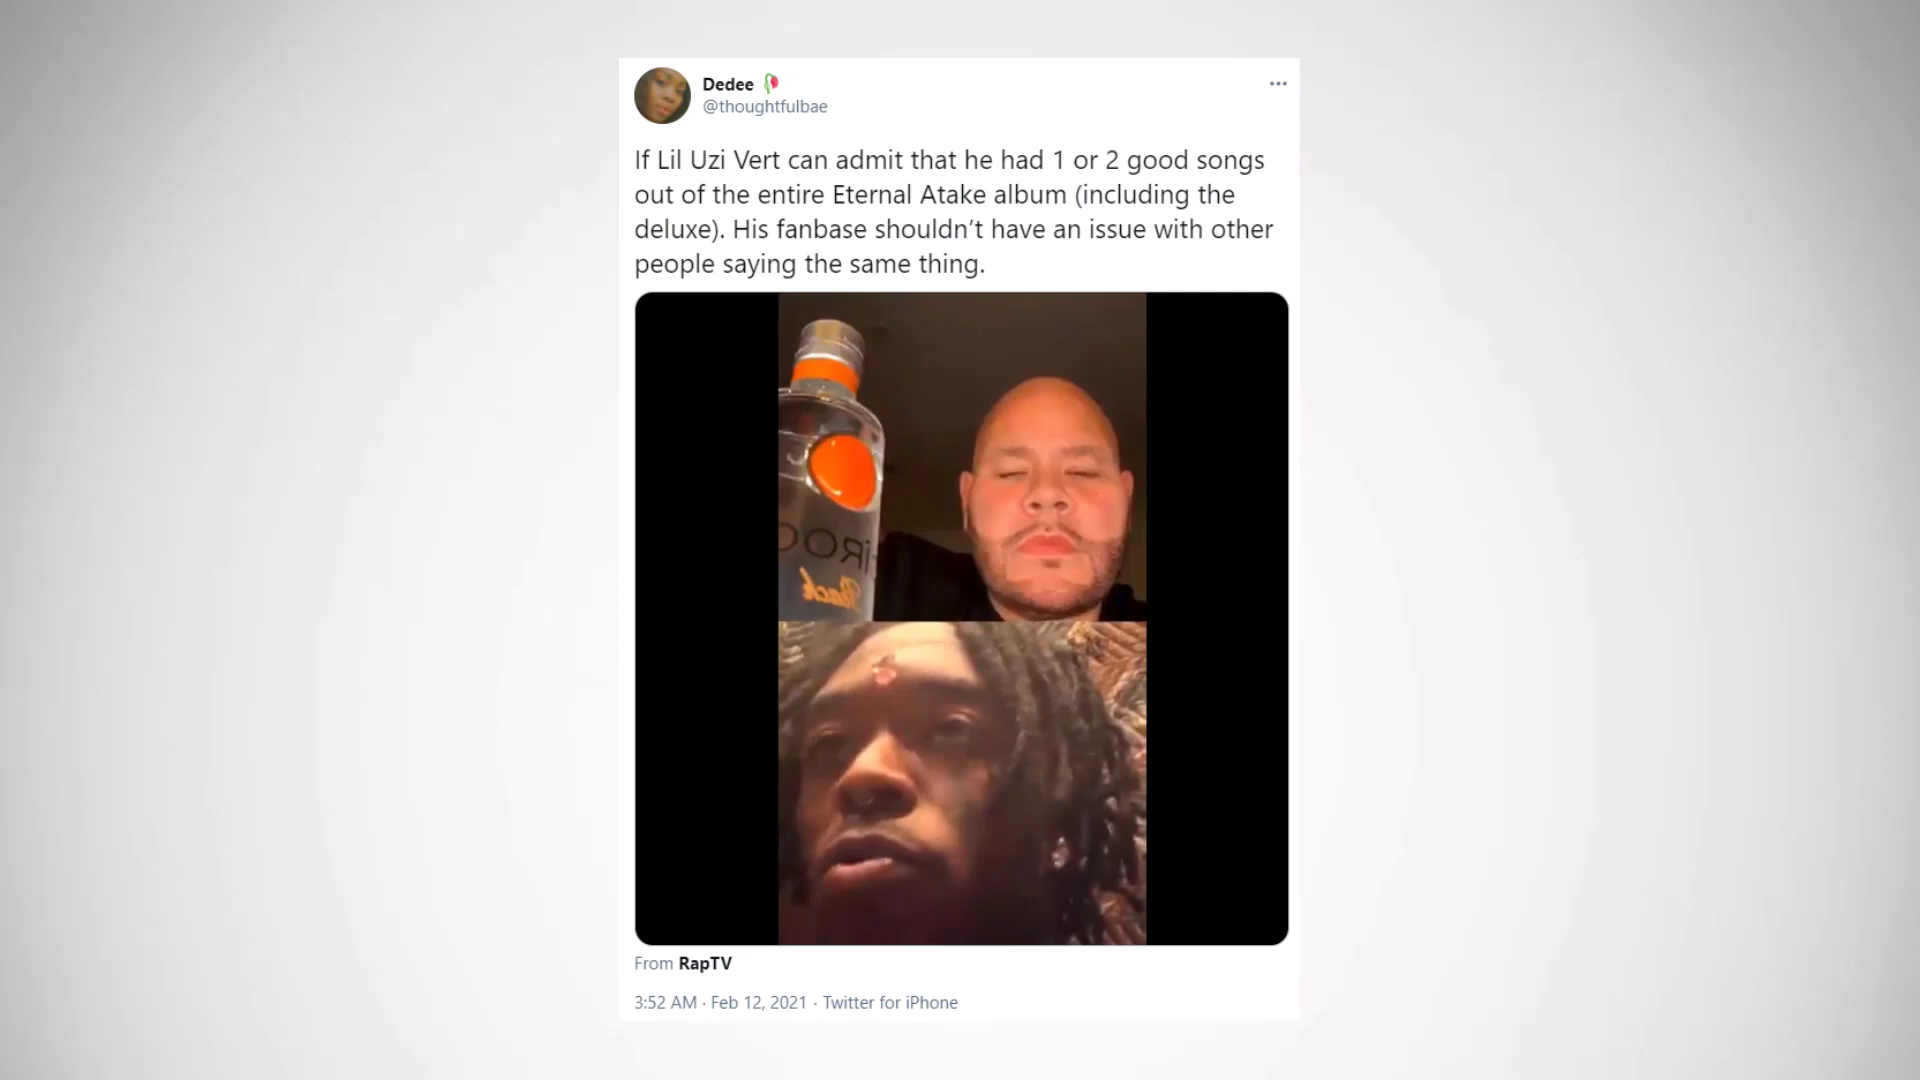 Dedee
@thoughtfulbae
If Lil Uzi Vert can admit that he had 1 or 2 good songs
out of the entire Eternal Atake album (including the
deluxe). His fanbase shouldn’t have an issue with other
people saying the same thing.
CîROC
Peach
From RapTV
3:52 AM · Feb 12, 2021 · Twitter for iPhone